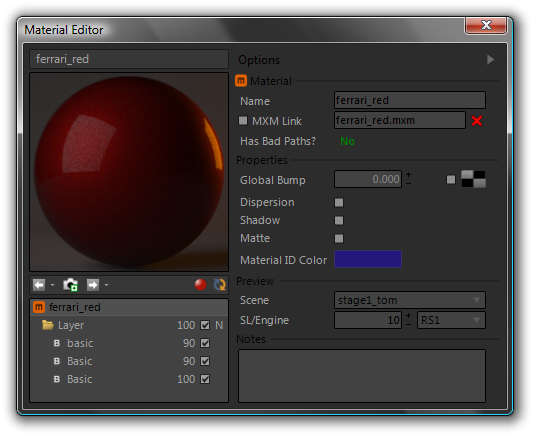 Material Editor
ferrari_red
Options
m Material
Name ferrari_red
MXM Link ferrari_red.mxm
Has Bad Paths? No
Properties
Global Bump 0.000 + -
Dispersion
Shadow
Matte
Material ID Color
Preview
Scene stage1_tom
SL/Engine 10 + - RS1
Notes
m ferrari_red
Layer 100 N
B basic 90
B Basic 90
B Basic 100